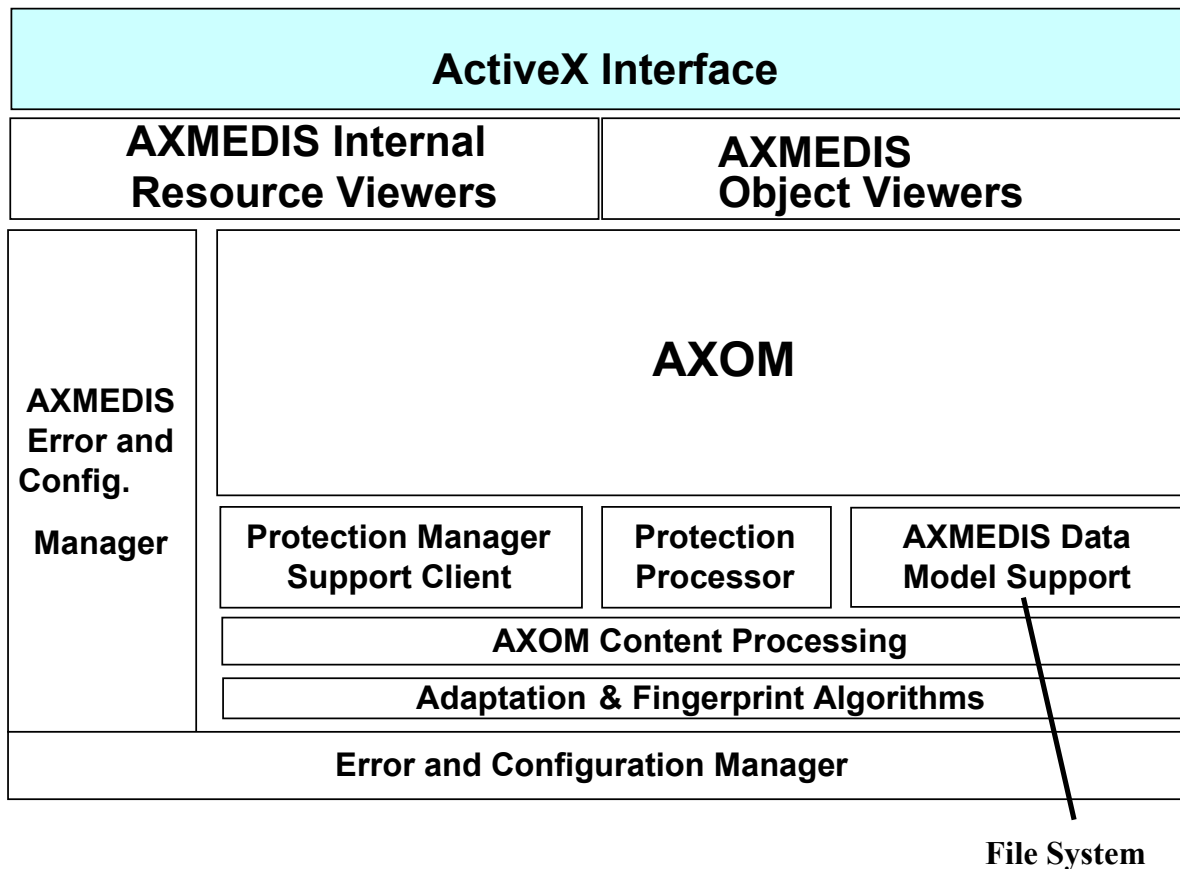 ActiveX Interface
AXMEDIS Internal
Resource Viewers
AXMEDIS
Object Viewers
AXMEDIS
Error and
Config.
Manager
AXOM
Protection Manager
Support Client
Protection
Processor
AXMEDIS Data
Model Support
AXOM Content Processing
Adaptation & Fingerprint Algorithms
Error and Configuration Manager
File System